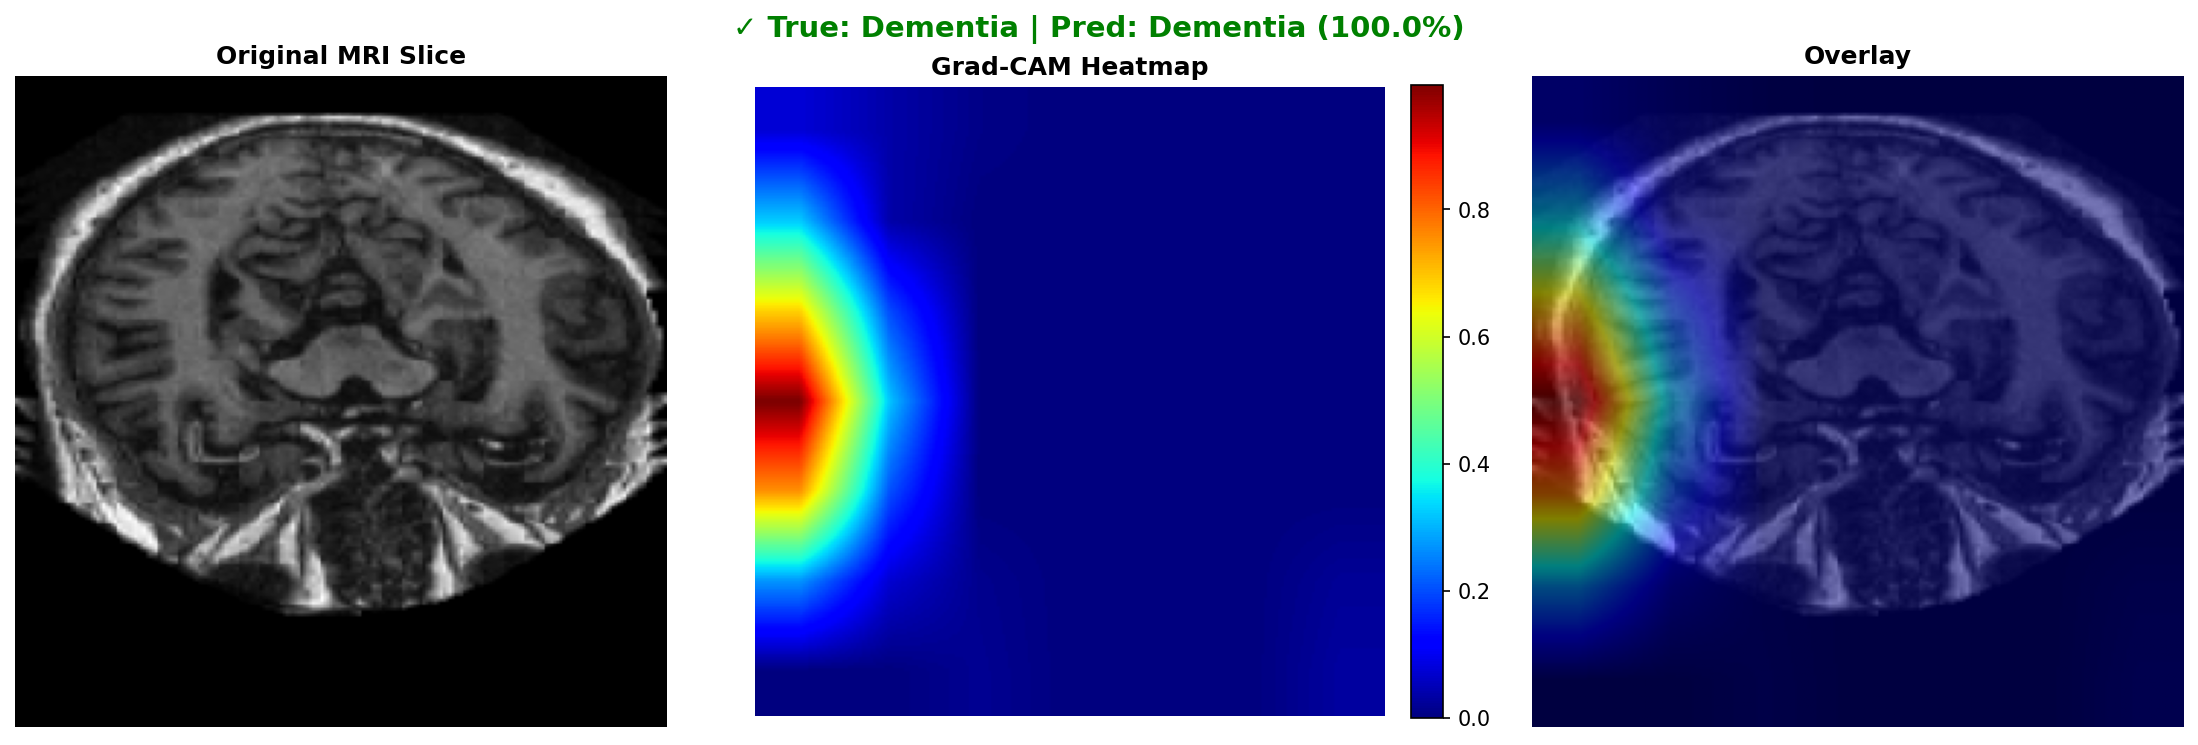 ✓ True: Dementia | Pred: Dementia (100.0%)
Original MRI Slice
Grad-CAM Heatmap
Overlay
0.8
0.6
0.4
0.2
0.0